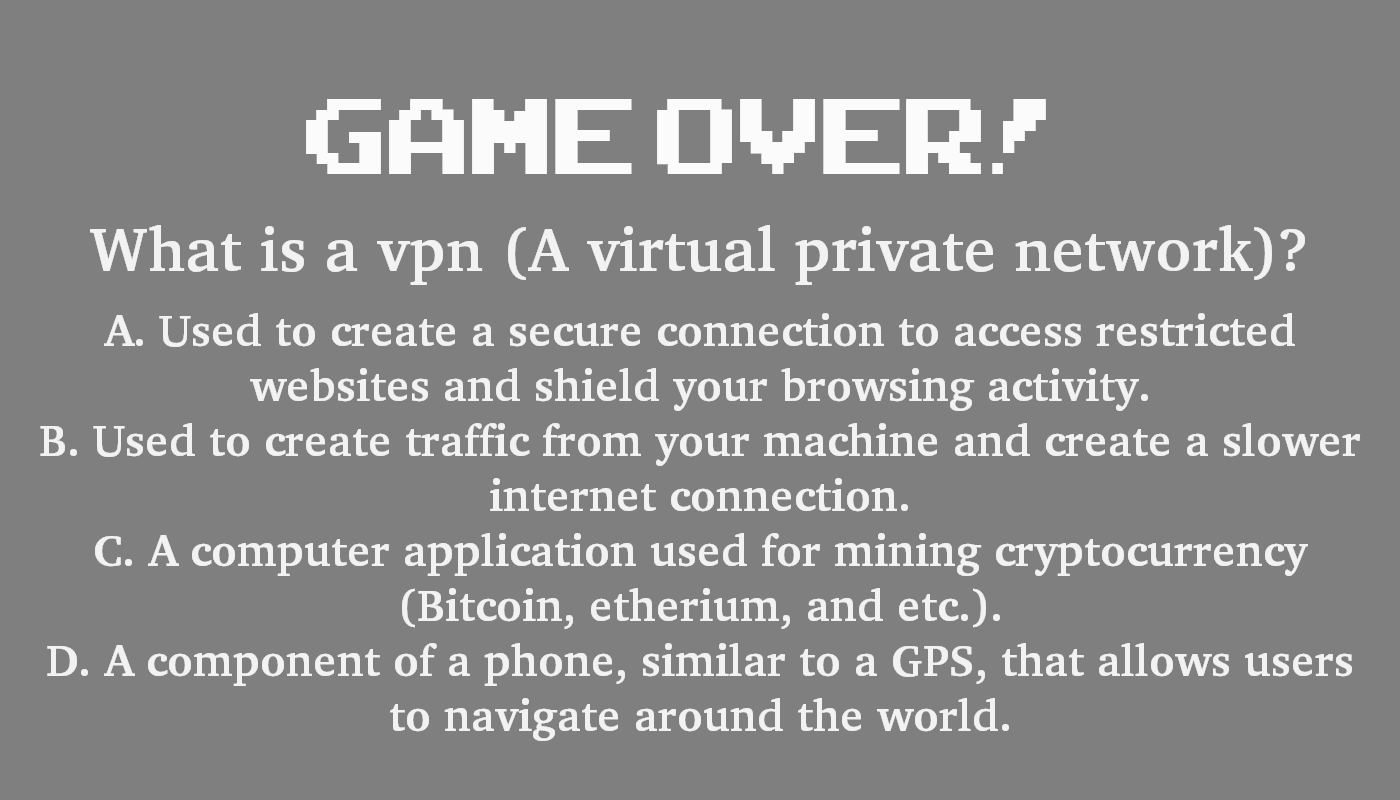 GAME OVER!
What is a vpn (A virtual private network)?
A. Used to create a secure connection to access restricted
websites and shield your browsing activity.
B. Used to create traffic from your machine and create a slower
internet connection.
C. A computer application used for mining cryptocurrency
(Bitcoin, etherium, and etc.).
D. A component of a phone, similar to a GPS, that allows users
to navigate around the world.